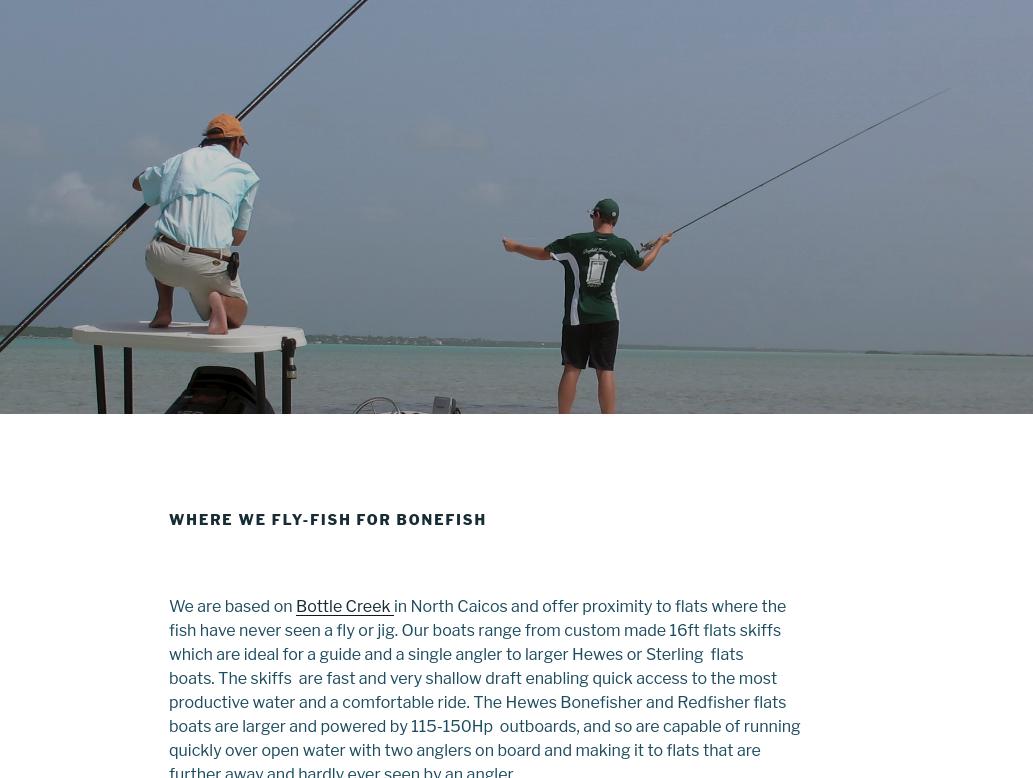 WHERE WE FLY-FISH FOR BONEFISH
We are based on Bottle Creek in North Caicos and offer proximity to flats where the
fish have never seen a fly or jig. Our boats range from custom made 16ft flats skiffs
which are ideal for a guide and a single angler to larger Hewes or Sterling  flats
boats. The skiffs  are fast and very shallow draft enabling quick access to the most
productive water and a comfortable ride. The Hewes Bonefisher and Redfisher flats
boats are larger and powered by 115-150Hp  outboards, and so are capable of running
quickly over open water with two anglers on board and making it to flats that are
further away and hardly ever seen by an angler.